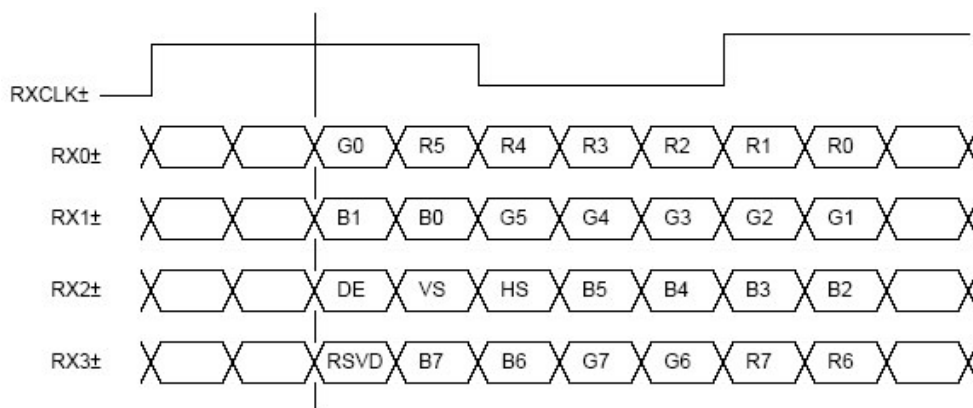 RXCLK±
RX0± G0 R5 R4 R3 R2 R1 R0
RX1± B1 B0 G5 G4 G3 G2 G1
RX2± DE VS HS B5 B4 B3 B2
RX3± RSVD B7 B6 G7 G6 R7 R6